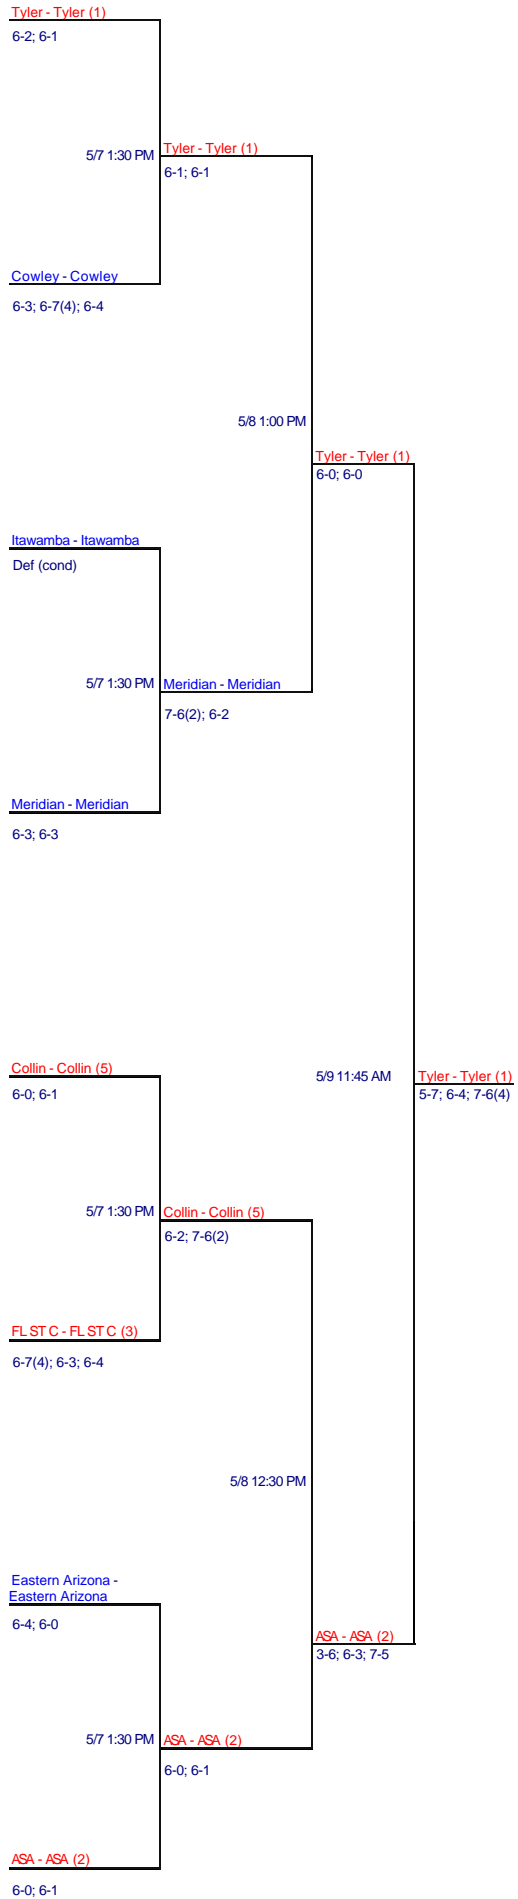 Tyler - Tyler (1)
6-2; 6-1
5/7 1:30 PM
Tyler - Tyler (1)
6-1; 6-1
Cowley - Cowley
6-3; 6-7(4); 6-4
5/8 1:00 PM
Tyler - Tyler (1)
6-0; 6-0
Itawamba - Itawamba
Def (cond)
5/7 1:30 PM
Meridian - Meridian
7-6(2); 6-2
Meridian - Meridian
6-3; 6-3
Collin - Collin (5)
6-0; 6-1
5/9 11:45 AM
Tyler - Tyler (1)
5-7; 6-4; 7-6(4)
5/7 1:30 PM
Collin - Collin (5)
6-2; 7-6(2)
FL ST C - FL ST C (3)
6-7(4); 6-3; 6-4
5/8 12:30 PM
Eastern Arizona -
Eastern Arizona
6-4; 6-0
ASA - ASA (2)
3-6; 6-3; 7-5
5/7 1:30 PM
ASA - ASA (2)
6-0; 6-1
ASA - ASA (2)
6-0; 6-1